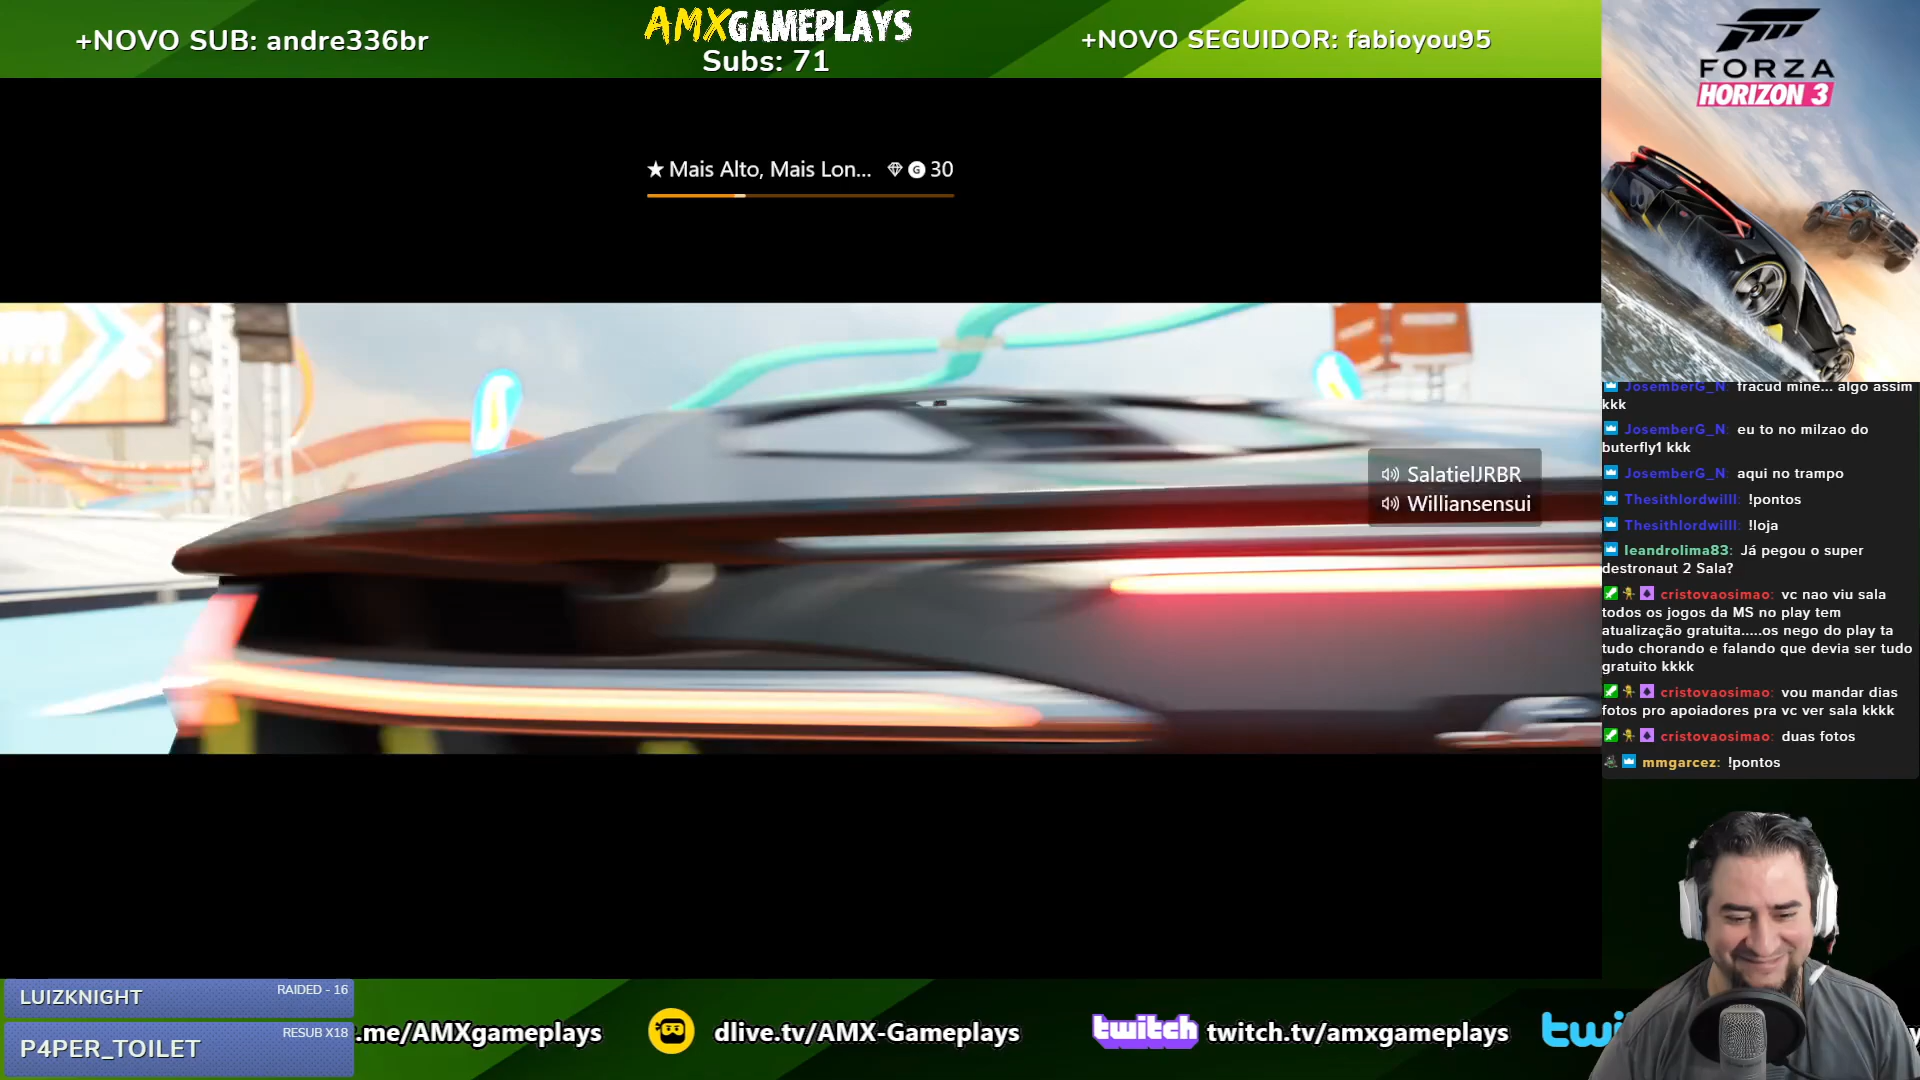 +NOVO SUB: andre336br
AMXGAMEPLAYS
Subs: 71
+NOVO SEGUIDOR: fabioyou95
FORZA
HORIZON 3
★ Mais Alto, Mais Lon... G 30
SalatielJRBR
Williansensui
JosemberG_N: fracud mine... algo assim
kkk
JosemberG_N: eu to no milzao do
buterfly1 kkk
JosemberG_N: aqui no trampo
Thesithlordwilll: !pontos
Thesithlordwilll: !loja
leandrolima83: Já pegou o super
destronaut 2 Sala?
cristovaosimao: vc nao viu sala
todos os jogos da MS no play tem
atualização gratuita.....os nego do play ta
tudo chorando e falando que devia ser tudo
gratuito kkkk
cristovaosimao: vou mandar dias
fotos pro apoiadores pra vc ver sala kkkk
cristovaosimao: duas fotos
mmgarcez: !pontos
LUIZKNIGHT RAIDED - 16
P4PER_TOILET RESUB X18
.me/AMXgameplays
dlive.tv/AMX-Gameplays
twitch twitch.tv/amxgameplays
twi